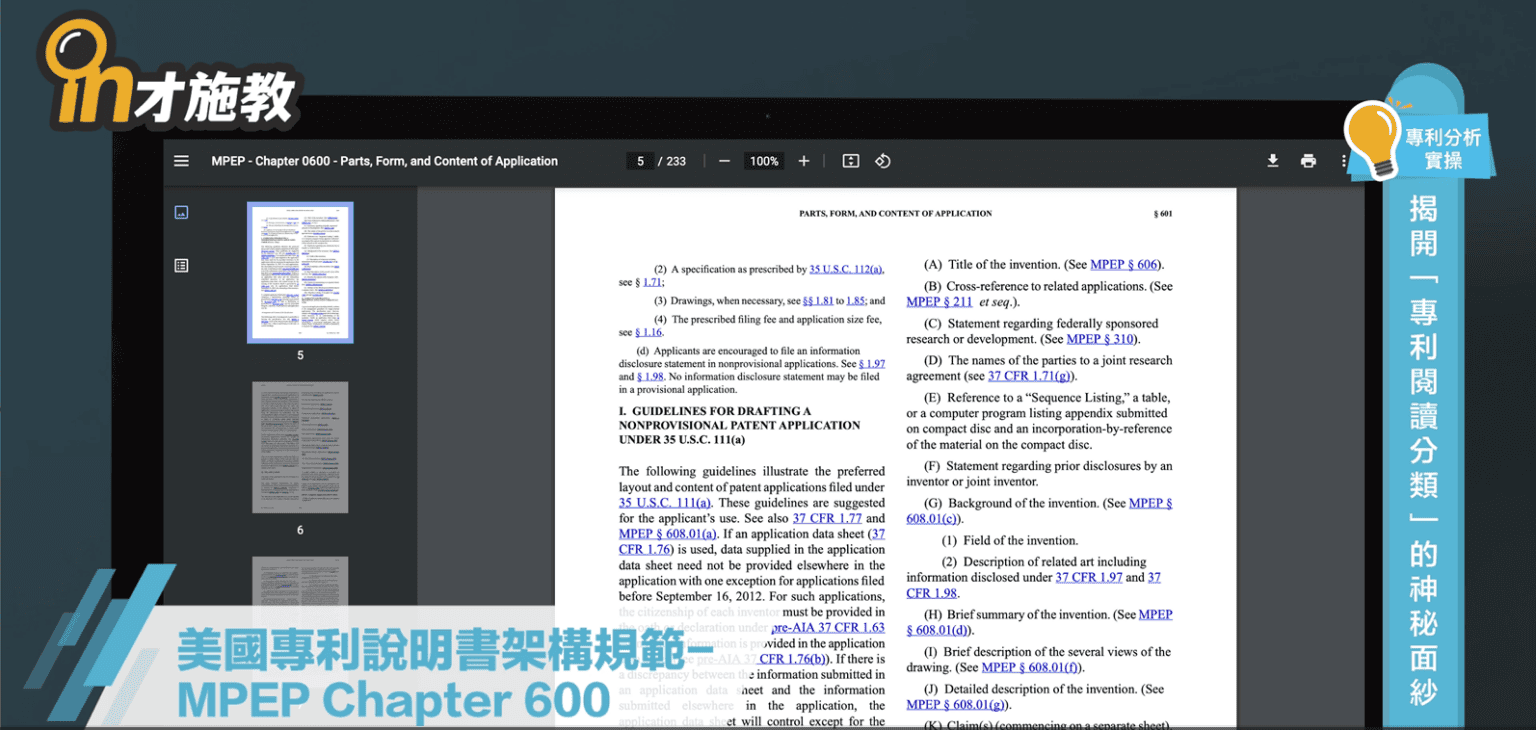 in才施教
MPEP - Chapter 0600 - Parts, Form, and Content of Application
5 / 233
100%
5
6
PARTS, FORM, AND CONTENT OF APPLICATION
§ 601
(2) A specification as prescribed by 35 U.S.C. 112(a),
see § 1.71;
(3) Drawings, when necessary, see §§ 1.81 to 1.85; and
(4) The prescribed filing fee and application size fee,
see § 1.16.
(d) Applicants are encouraged to file an information
disclosure statement in nonprovisional applications. See § 1.97
and § 1.98. No information disclosure statement may be filed
in a provisional application.
I. GUIDELINES FOR DRAFTING A
NONPROVISIONAL PATENT APPLICATION
UNDER 35 U.S.C. 111(a)
The following guidelines illustrate the preferred
layout and content of patent applications filed under
35 U.S.C. 111(a). These guidelines are suggested
for the applicant's use. See also 37 CFR 1.77 and
MPEP § 608.01(a). If an application data sheet (37
CFR 1.76) is used, data supplied in the application
data sheet need not be provided elsewhere in the
application with one exception for applications filed
before September 16, 2012. For such applications,
the citizenship of each inventor must be provided in
the oath or declaration under pre-AIA 37 CFR 1.63
information is provided in the application
pre-AIA 37 CFR 1.76(b)). If there is
a discrepancy between the information submitted in
an application data sheet and the information
submitted elsewhere in the application, the
application data sheet will control except for the
(A) Title of the invention. (See MPEP § 606).
(B) Cross-reference to related applications. (See
MPEP § 211 et seq.).
(C) Statement regarding federally sponsored
research or development. (See MPEP § 310).
(D) The names of the parties to a joint research
agreement (see 37 CFR 1.71(g)).
(E) Reference to a “Sequence Listing,” a table,
or a computer program listing appendix submitted
on compact disc and an incorporation-by-reference
of the material on the compact disc.
(F) Statement regarding prior disclosures by an
inventor or joint inventor.
(G) Background of the invention. (See MPEP §
608.01(c)).
(1) Field of the invention.
(2) Description of related art including
information disclosed under 37 CFR 1.97 and 37
CFR 1.98.
(H) Brief summary of the invention. (See MPEP
§ 608.01(d)).
(I) Brief description of the several views of the
drawing. (See MPEP § 608.01(f)).
(J) Detailed description of the invention. (See
MPEP § 608.01(g)).
(K) Claim(s) (commencing on a separate sheet).
專利分析
實操
揭開「專利閱讀分類」的神秘面紗
美國專利說明書架構規範–
MPEP Chapter 600